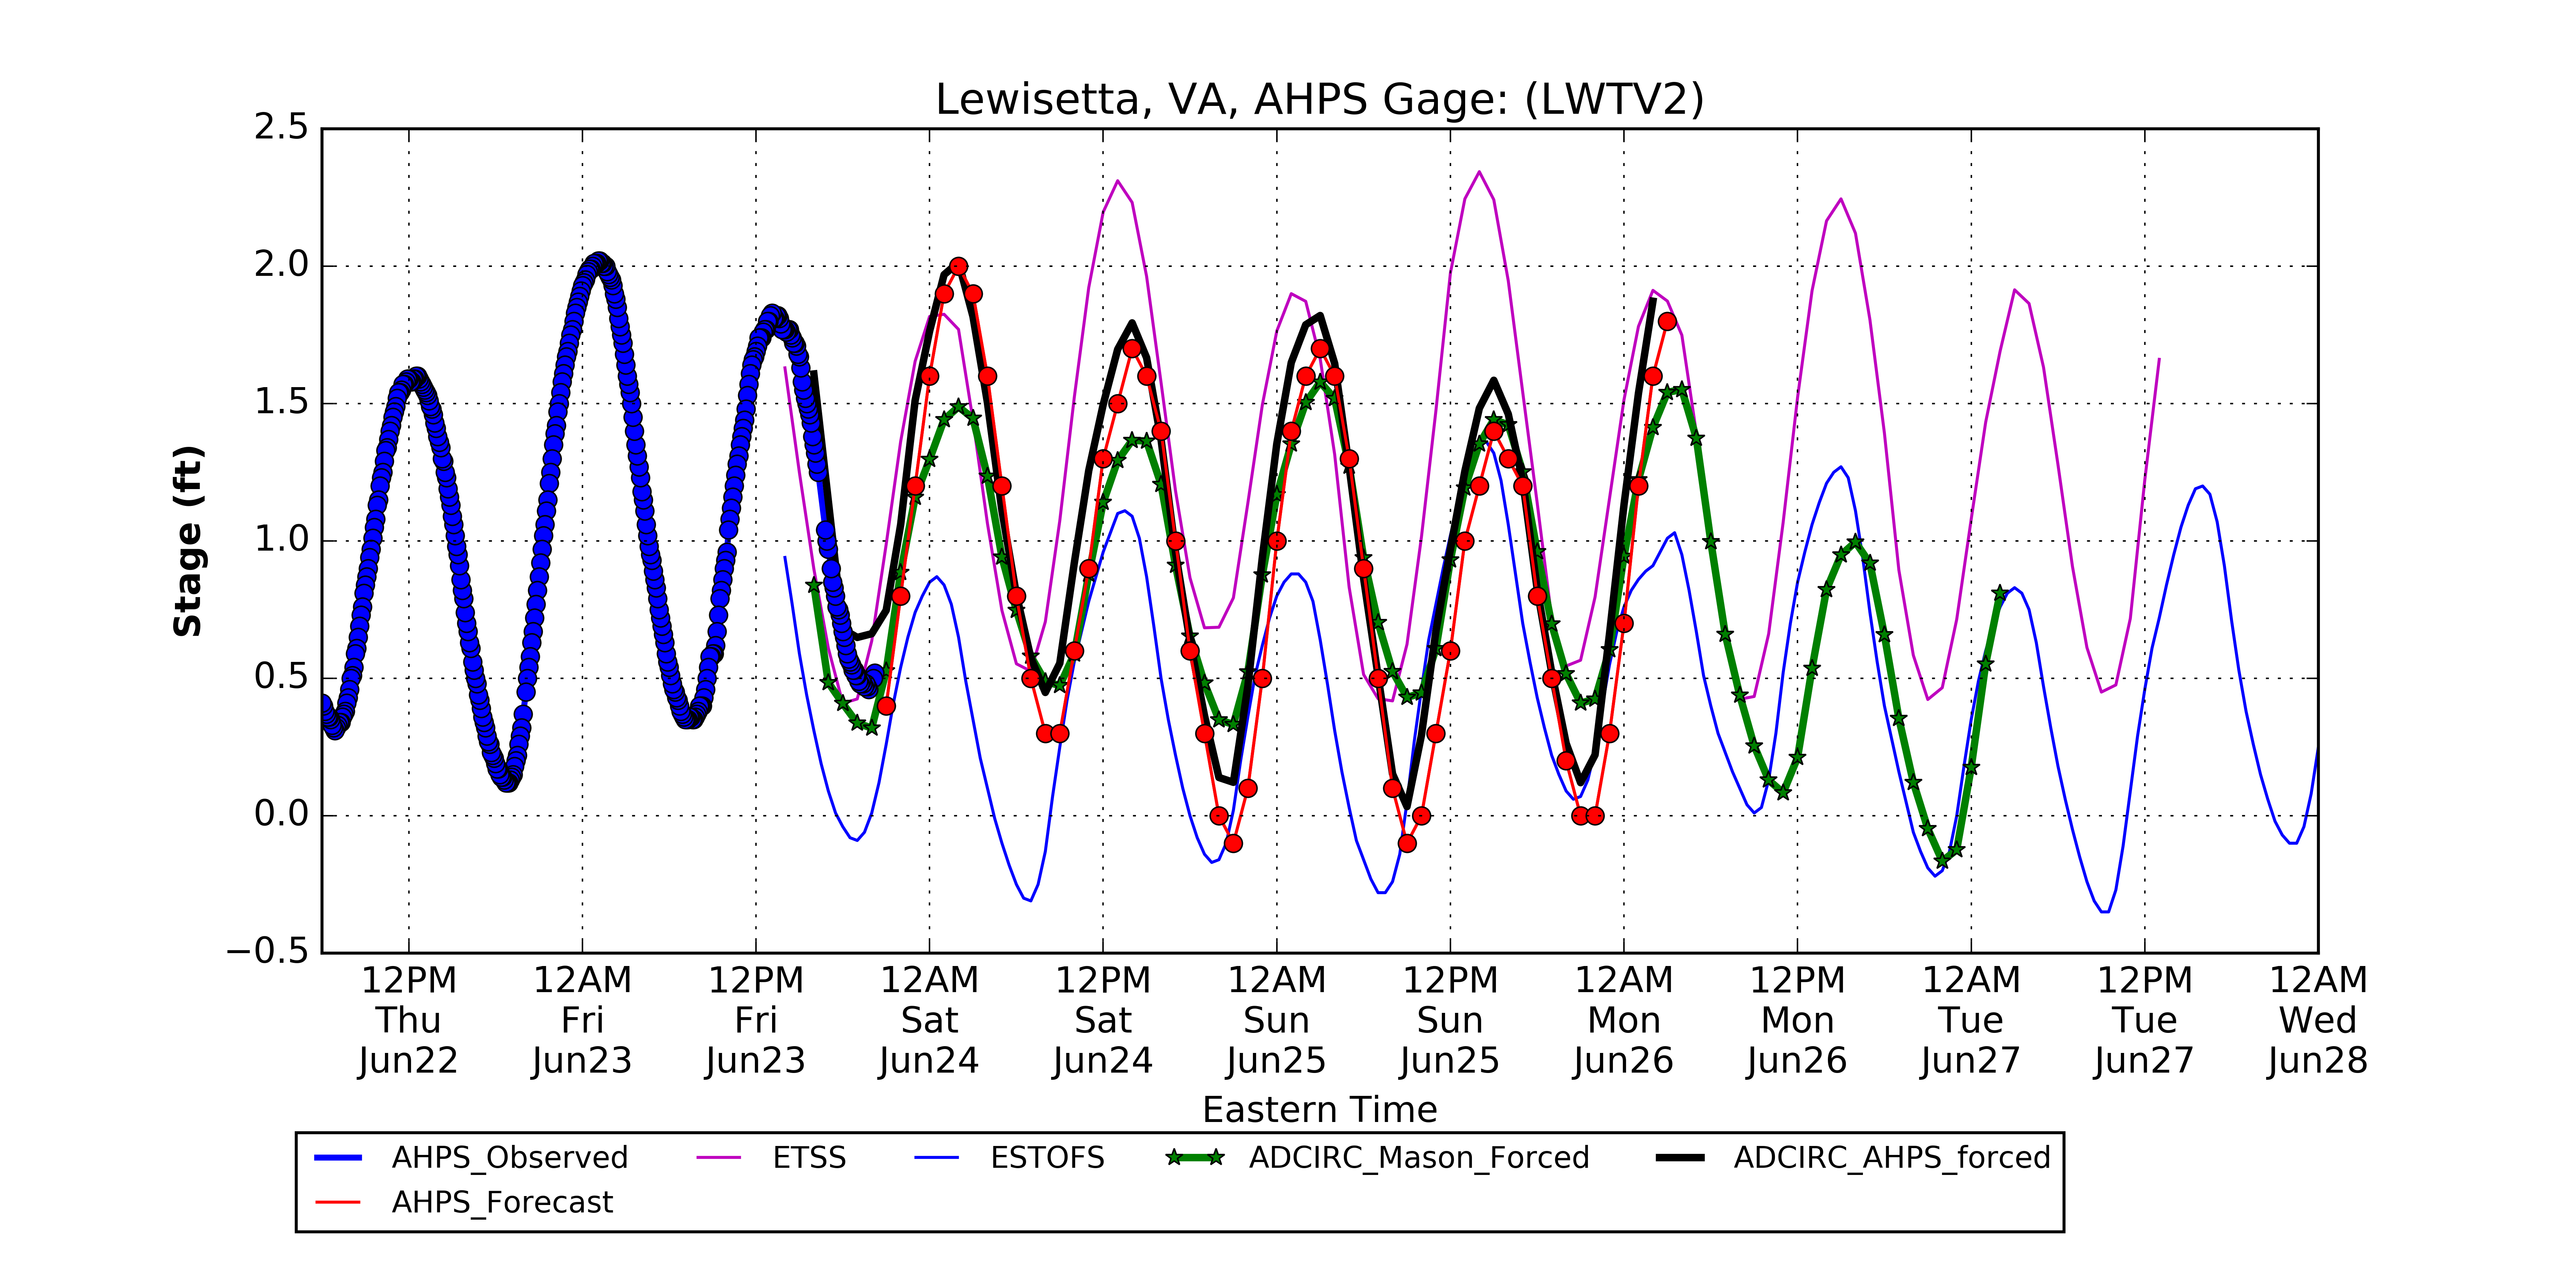 Lewisetta, VA, AHPS Gage: (LWTV2)
2.5
2.0
1.5
1.0
0.5
0.0
−0.5
Stage (ft)
12PM 12AM 12PM 12AM 12PM 12AM 12PM 12AM 12PM 12AM 12PM 12AM
Thu Fri Fri Sat Sat Sun Sun Mon Mon Tue Tue Wed
Jun22 Jun23 Jun23 Jun24 Jun24 Jun25 Jun25 Jun26 Jun26 Jun27 Jun27 Jun28
Eastern Time
AHPS_Observed ETSS ESTOFS ADCIRC_Mason_Forced ADCIRC_AHPS_forced
AHPS_Forecast